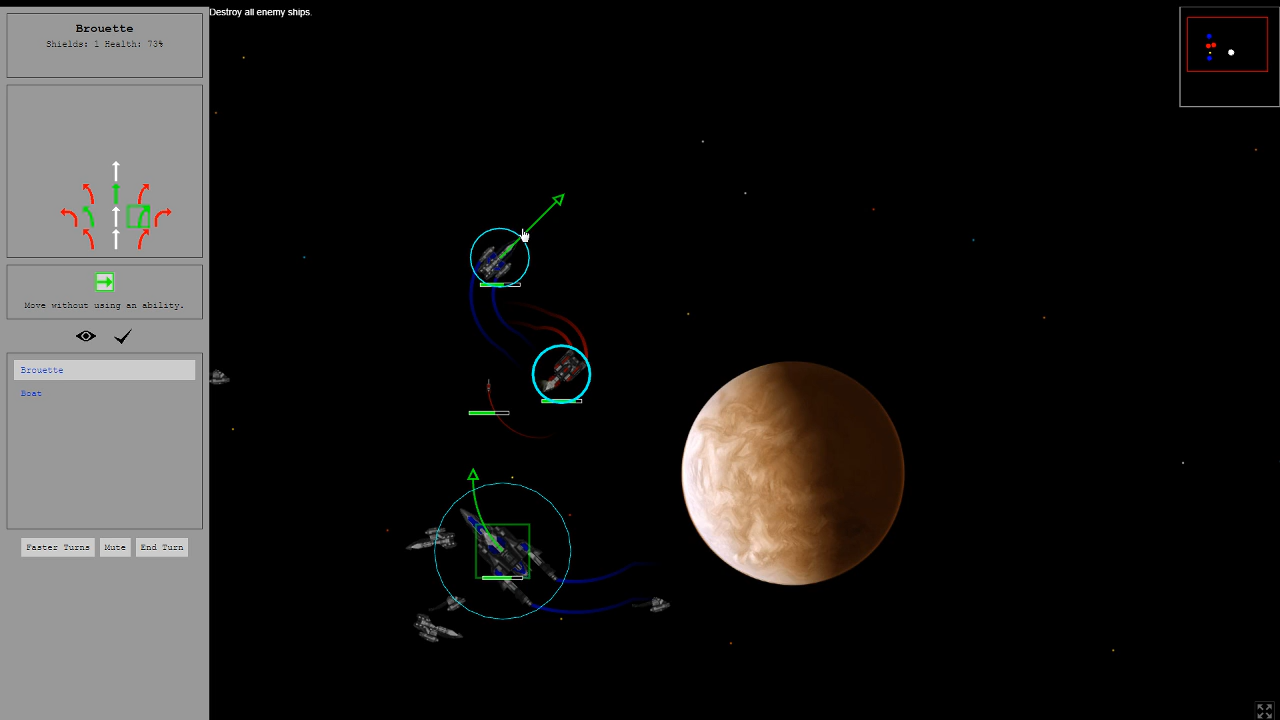 Destroy all enemy ships.
Brouette
Shields: 1 Health: 73%
Move without using an ability.
Brouette
Boat
Faster Turns
Mute
End Turn